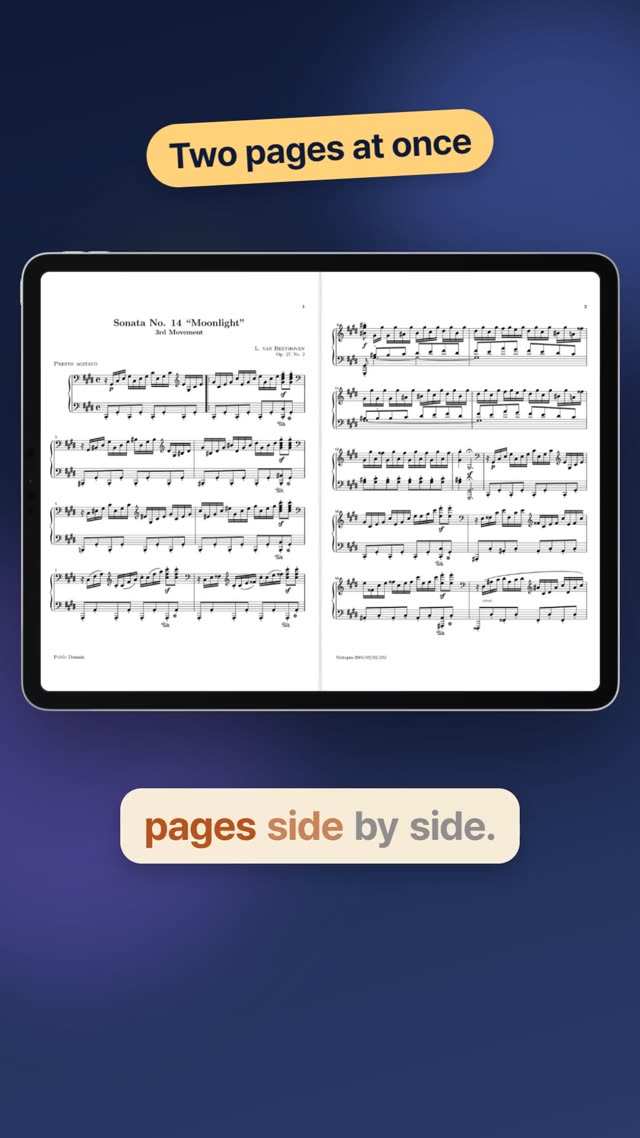 Two pages at once
1
Sonata No. 14 “Moonlight”
3rd Movement
L. van Beethoven
Op. 27, No. 2
Presto agitato
2
Public Domain
pages side by side.